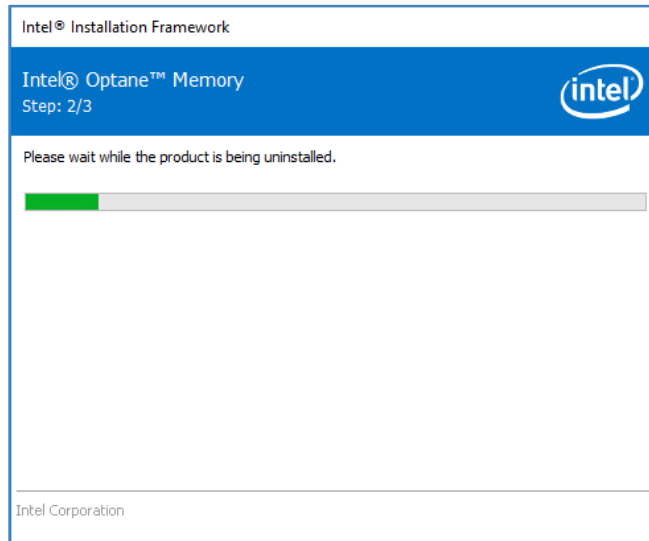 Intel® Installation Framework
Intel® Optane™ Memory
Step: 2/3
intel
Please wait while the product is being uninstalled.
Intel Corporation